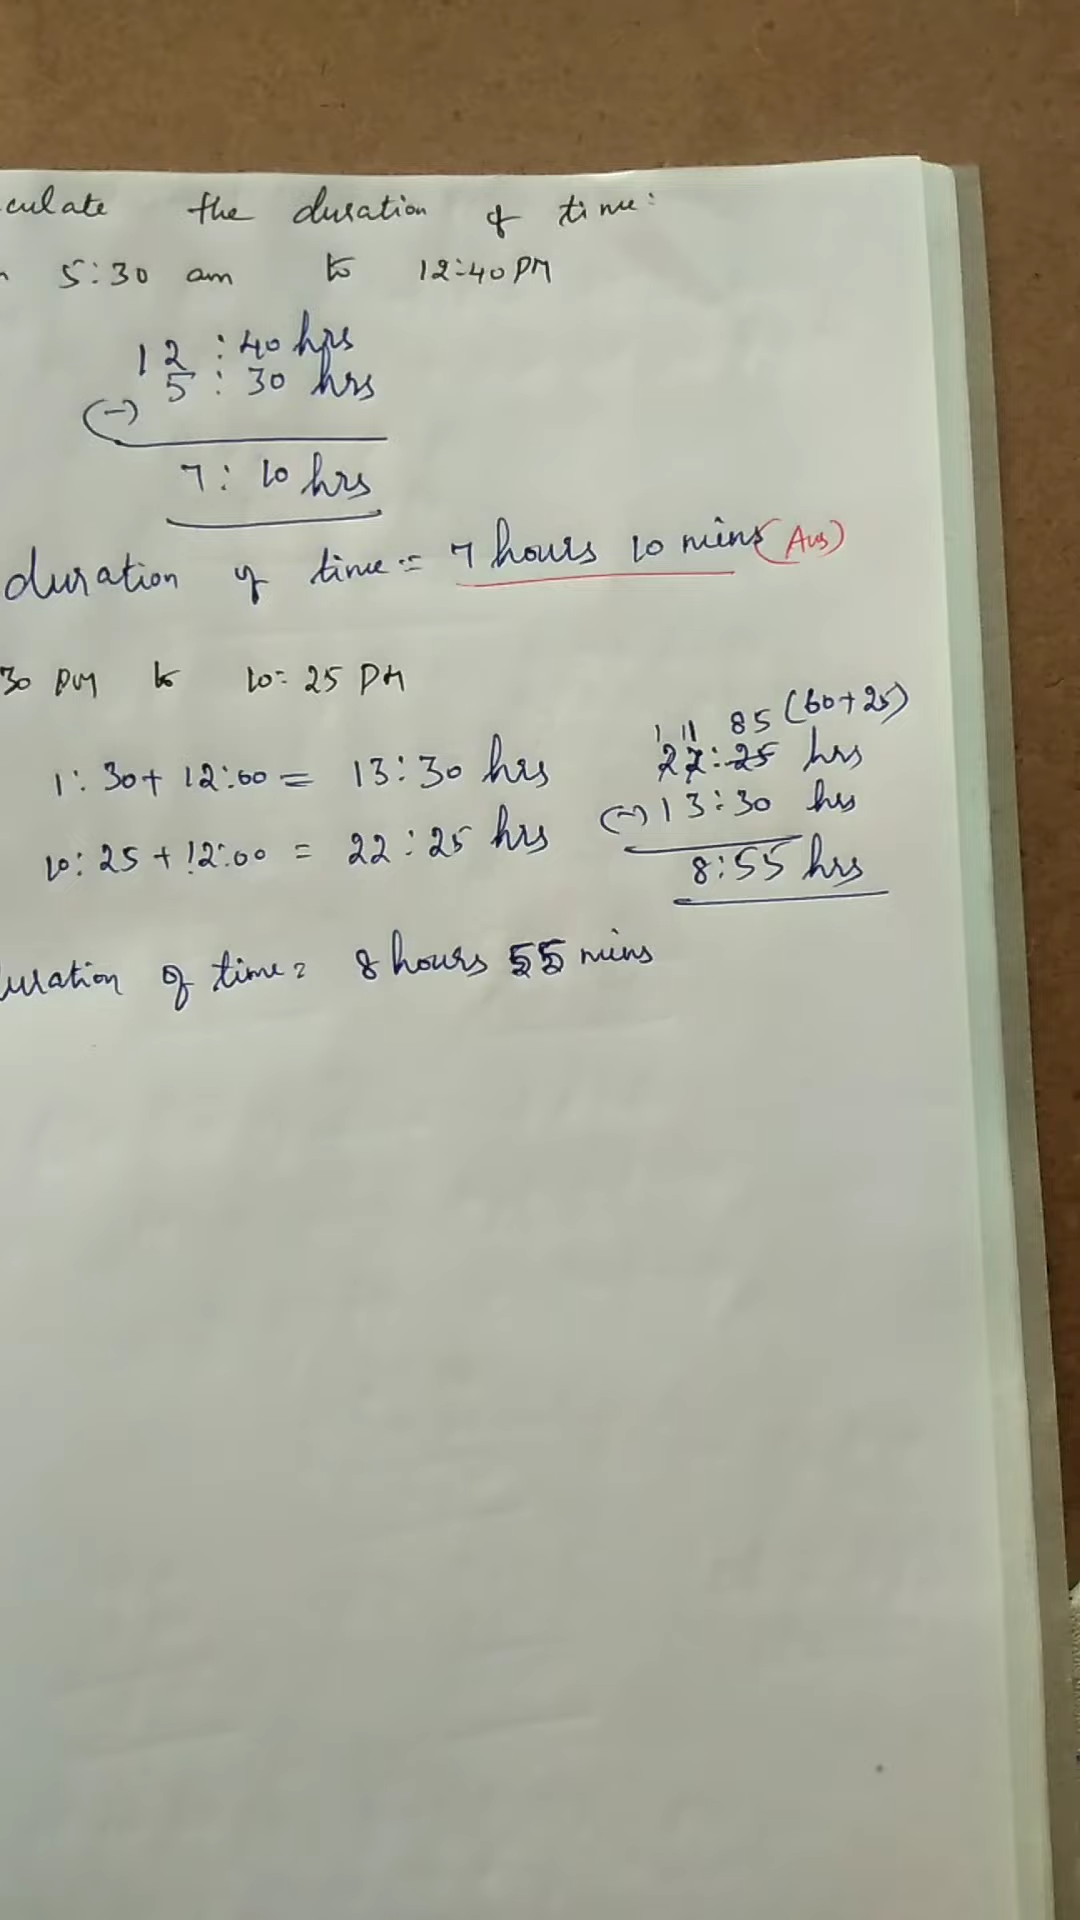 culate the duration of time:
5:30 am to 12:40 PM
12 : 40 hrs
(-) 5 : 30 hrs
7 : 10 hrs
duration of time = 7 hours 10 mins (Ans)
30 PM to 10: 25 PM
85 (60+25)
1 11
1: 30 + 12:00 = 13:30 hrs
22:25 hrs
(-) 13:30 hrs
10: 25 + 12:00 = 22:25 hrs
8:55 hrs
uration of time = 8 hours 55 mins